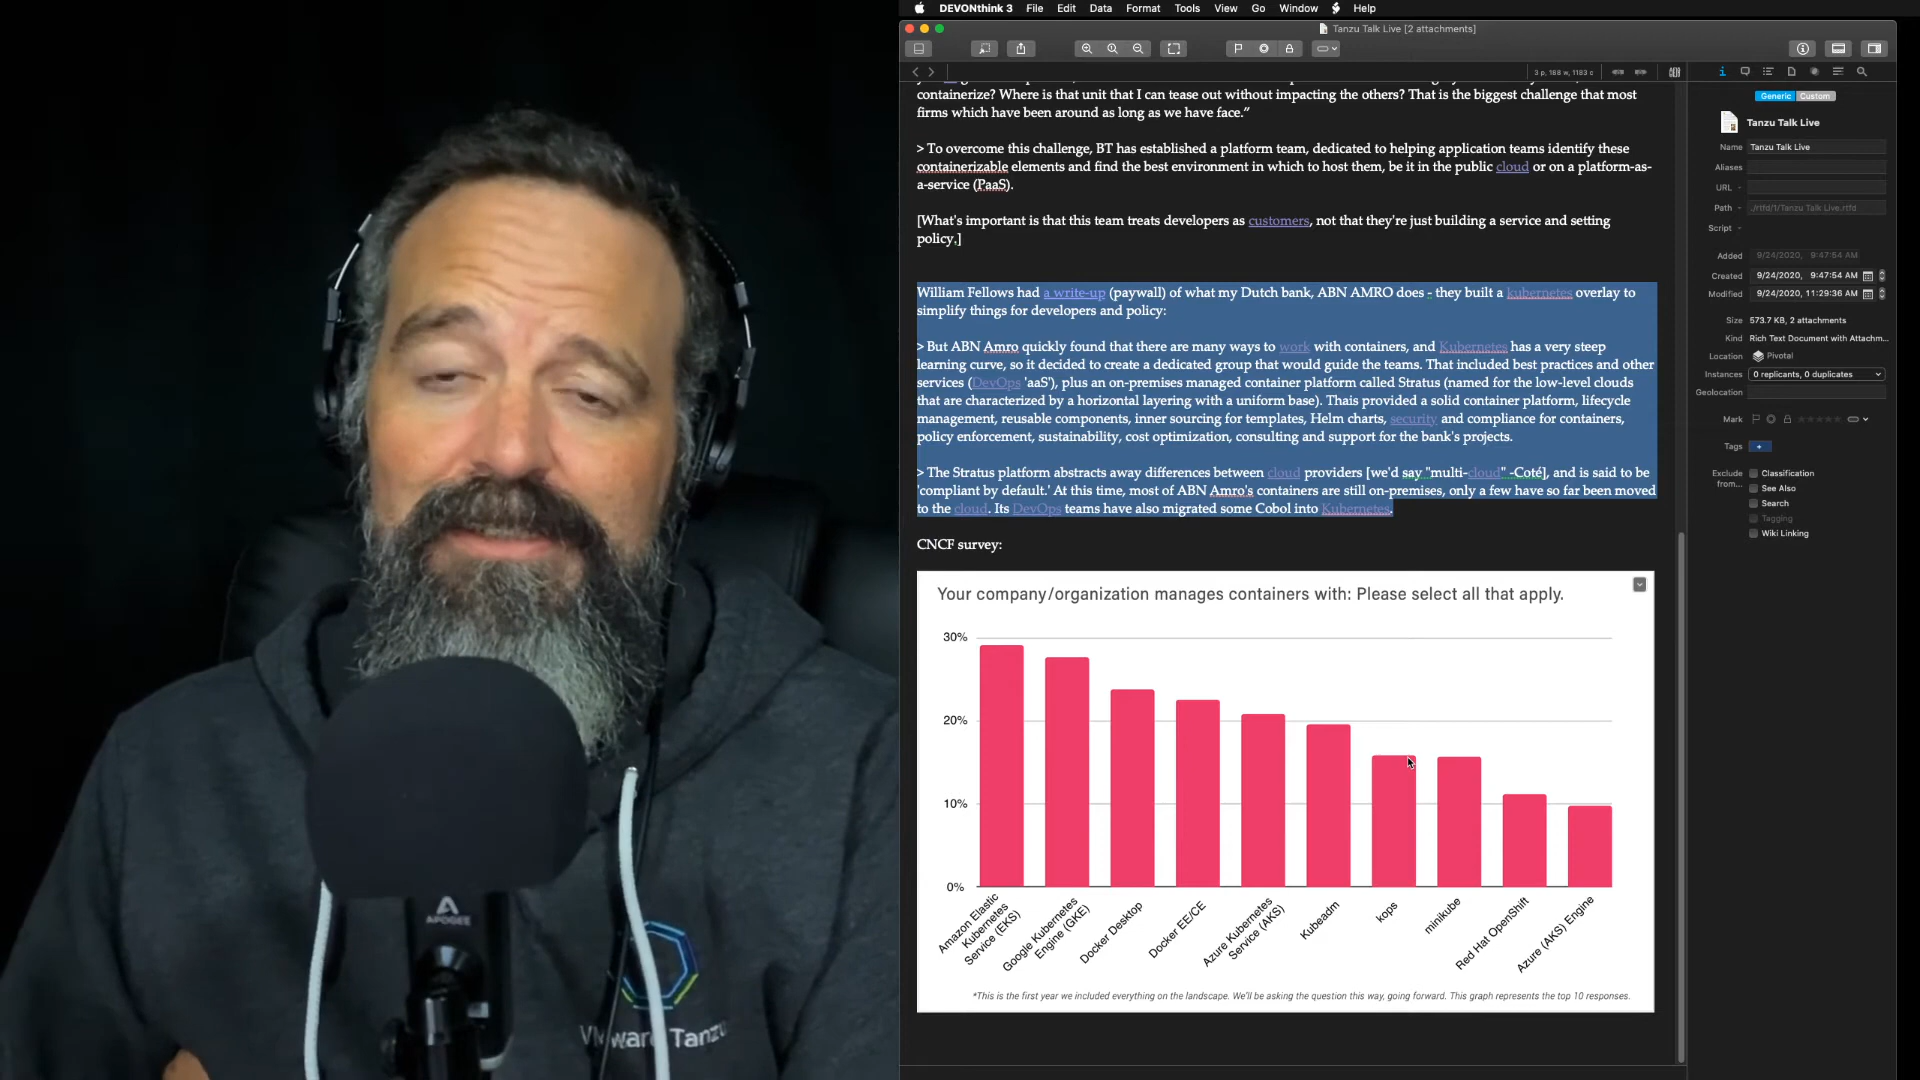 DEVONthink 3 File Edit Data Format Tools View Go Window Help
Tanzu Talk Live [2 attachments]
3 p, 188 w, 1183 c
containerize? Where is that unit that I can tease out without impacting the others? That is the biggest challenge that most
firms which have been around as long as we have face.”
> To overcome this challenge, BT has established a platform team, dedicated to helping application teams identify these
containerizable elements and find the best environment in which to host them, be it in the public cloud or on a platform-as-
a-service (PaaS).
[What's important is that this team treats developers as customers, not that they're just building a service and setting
policy.]
William Fellows had a write-up (paywall) of what my Dutch bank, ABN AMRO does - they built a kubernetes overlay to
simplify things for developers and policy:
> But ABN Amro quickly found that there are many ways to work with containers, and Kubernetes has a very steep
learning curve, so it decided to create a dedicated group that would guide the teams. That included best practices and other
services (DevOps 'aaS'), plus an on-premises managed container platform called Stratus (named for the low-level clouds
that are characterized by a horizontal layering with a uniform base). Thais provided a solid container platform, lifecycle
management, reusable components, inner sourcing for templates, Helm charts, security and compliance for containers,
policy enforcement, sustainability, cost optimization, consulting and support for the bank's projects.
> The Stratus platform abstracts away differences between cloud providers [we'd say "multi-cloud" -Coté], and is said to be
'compliant by default.' At this time, most of ABN Amro's containers are still on-premises, only a few have so far been moved
to the cloud. Its DevOps teams have also migrated some Cobol into Kubernetes.
CNCF survey:
Your company/organization manages containers with: Please select all that apply.
30%
20%
10%
0%
Amazon Elastic
Kubernetes
Service (EKS)
Google Kubernetes
Engine (GKE)
Docker Desktop
Docker EE/CE
Azure Kubernetes
Service (AKS)
Kubeadm
kops
minikube
Red Hat OpenShift
Azure (AKS) Engine
*This is the first year we included everything on the landscape. We'll be asking the question this way, going forward. This graph represents the top 10 responses.
Generic Custom
Tanzu Talk Live
Name Tanzu Talk Live
Aliases
URL
Path ./rtfd/1/Tanzu Talk Live.rtfd
Script
Added 9/24/2020, 9:47:54 AM
Created 9/24/2020, 9:47:54 AM
Modified 9/24/2020, 11:29:36 AM
Size 573.7 KB, 2 attachments
Kind Rich Text Document with Attachm...
Location Pivotal
Instances 0 replicants, 0 duplicates
Geolocation
Mark
Tags +
Exclude
from...
Classification
See Also
Search
Tagging
Wiki Linking
APOGEE
VMware Tanzu